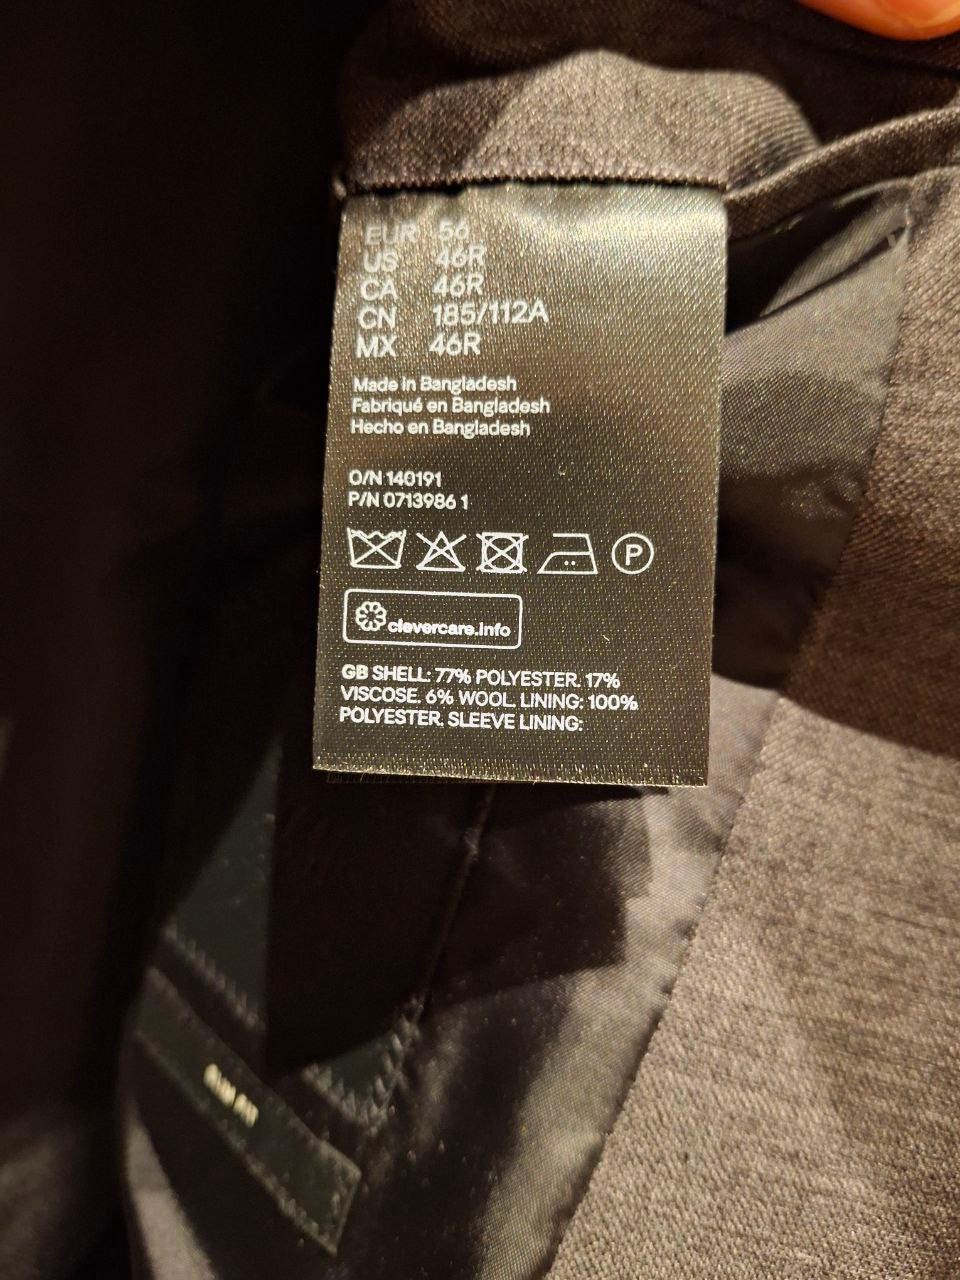 EUR 56
US 46R
CA 46R
CN 185/112A
MX 46R
Made in Bangladesh
Fabriqué en Bangladesh
Hecho en Bangladesh
O/N 140191
P/N 0713986 1
P
clevercare.info
GB SHELL: 77% POLYESTER. 17%
VISCOSE. 6% WOOL. LINING: 100%
POLYESTER. SLEEVE LINING:
SLIM FIT